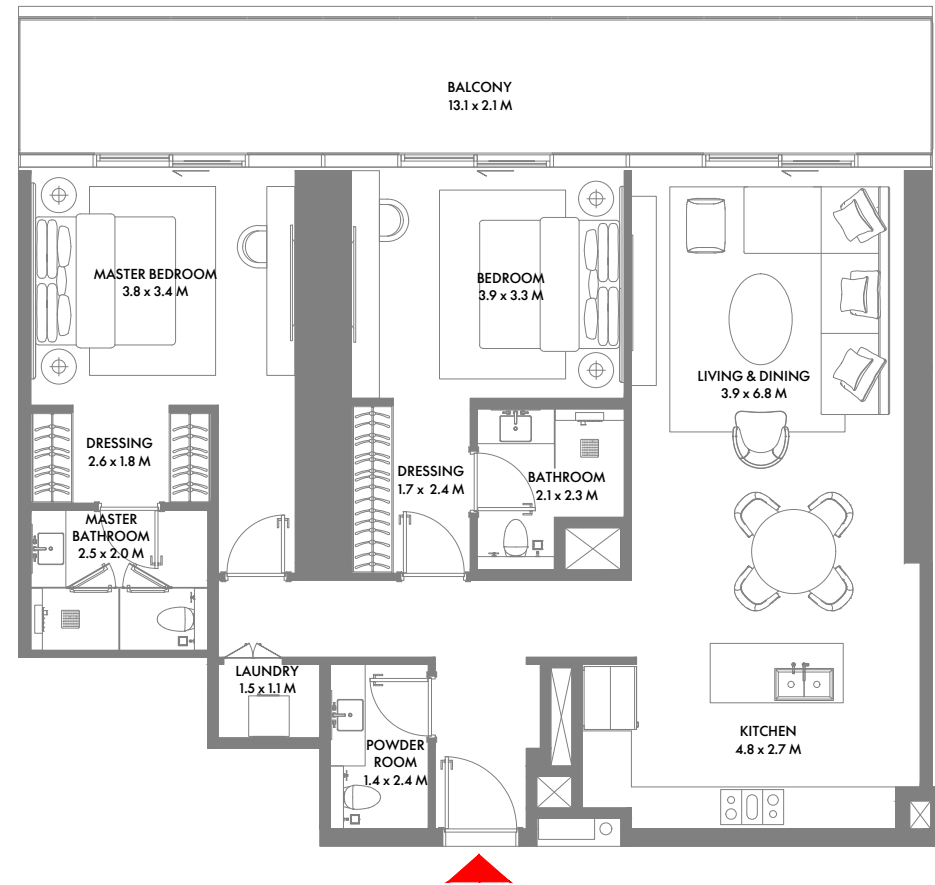 BALCONY
13.1 x 2.1 M
MASTER BEDROOM
3.8 x 3.4 M
BEDROOM
3.9 x 3.3 M
LIVING & DINING
3.9 x 6.8 M
DRESSING
2.6 x 1.8 M
DRESSING
1.7 x 2.4 M
BATHROOM
2.1 x 2.3 M
MASTER
BATHROOM
2.5 x 2.0 M
LAUNDRY
1.5 x 1.1 M
POWDER
ROOM
1.4 x 2.4 M
KITCHEN
4.8 x 2.7 M